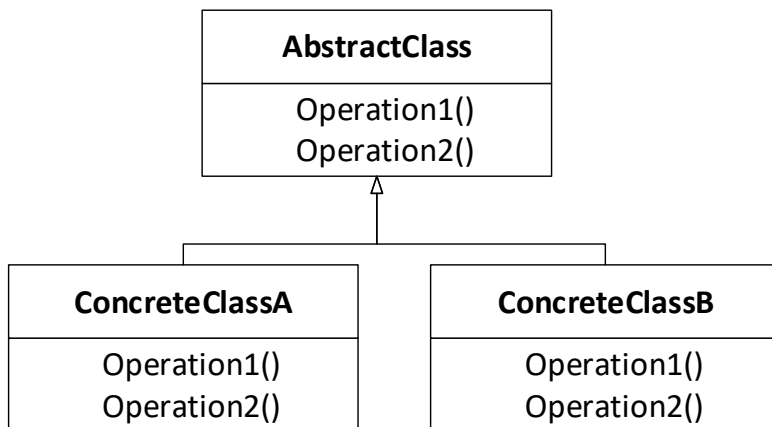 AbstractClass
Operation1()
Operation2()
ConcreteClassA
Operation1()
Operation2()
ConcreteClassB
Operation1()
Operation2()